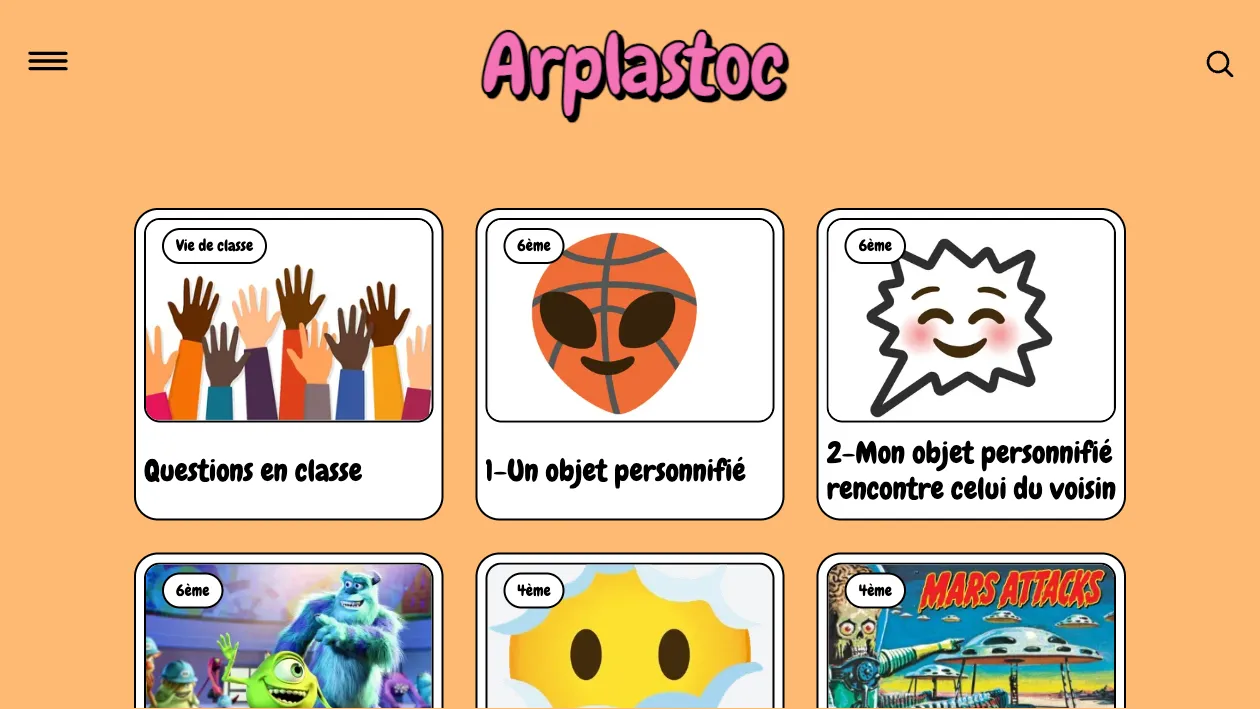 Arplastoc
Vie de classe
Questions en classe
6ème
1-Un objet personnifié
6ème
2-Mon objet personnifié
rencontre celui du voisin
6ème
4ème
4ème
MARS ATTACKS